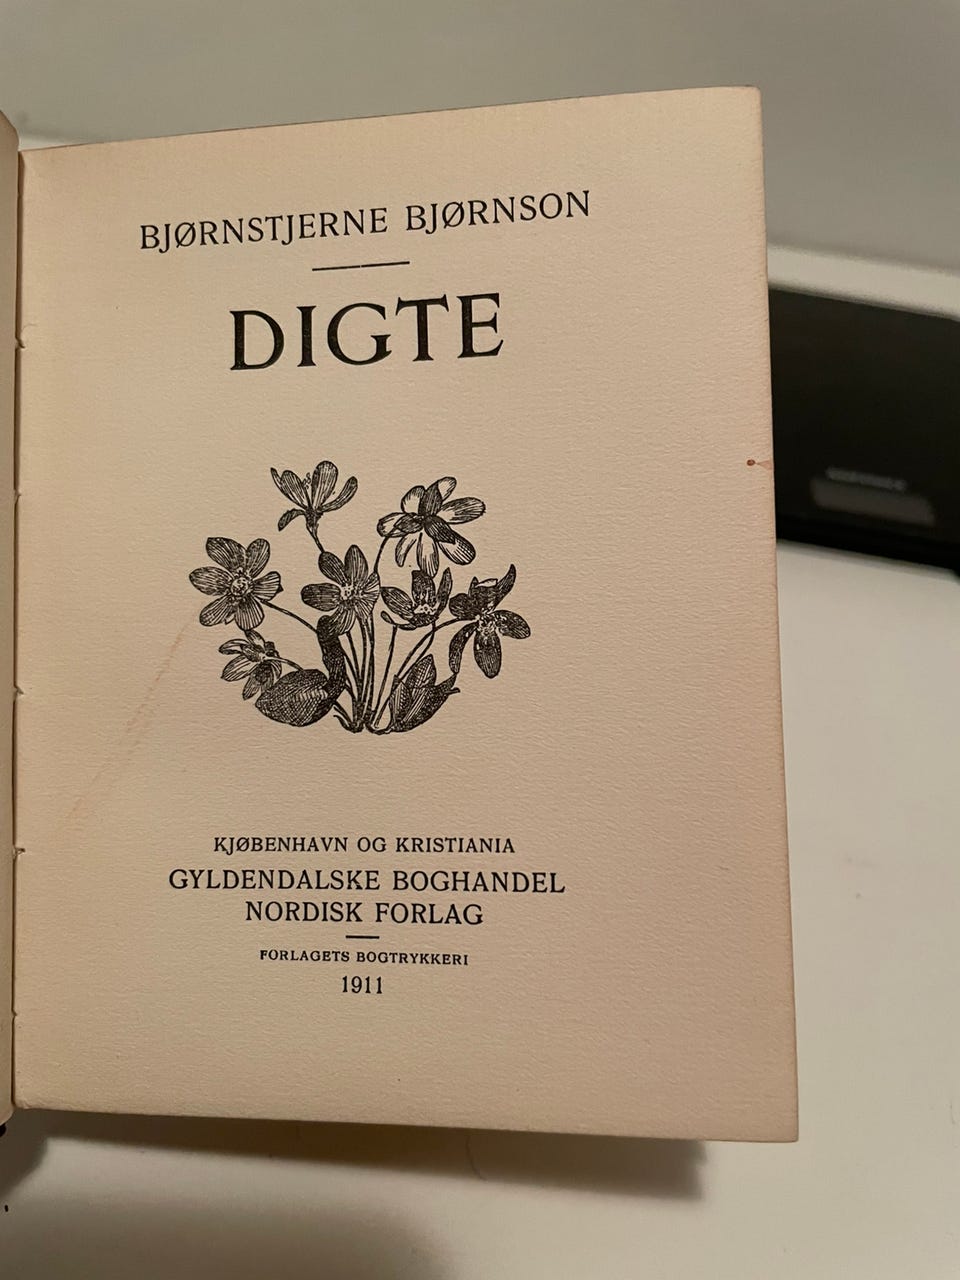 BJØRNSTJERNE BJØRNSON
DIGTE
KJØBENHAVN OG KRISTIANIA
GYLDENDALSKE BOGHANDEL
NORDISK FORLAG
FORLAGETS BOGTRYKKERI
1911